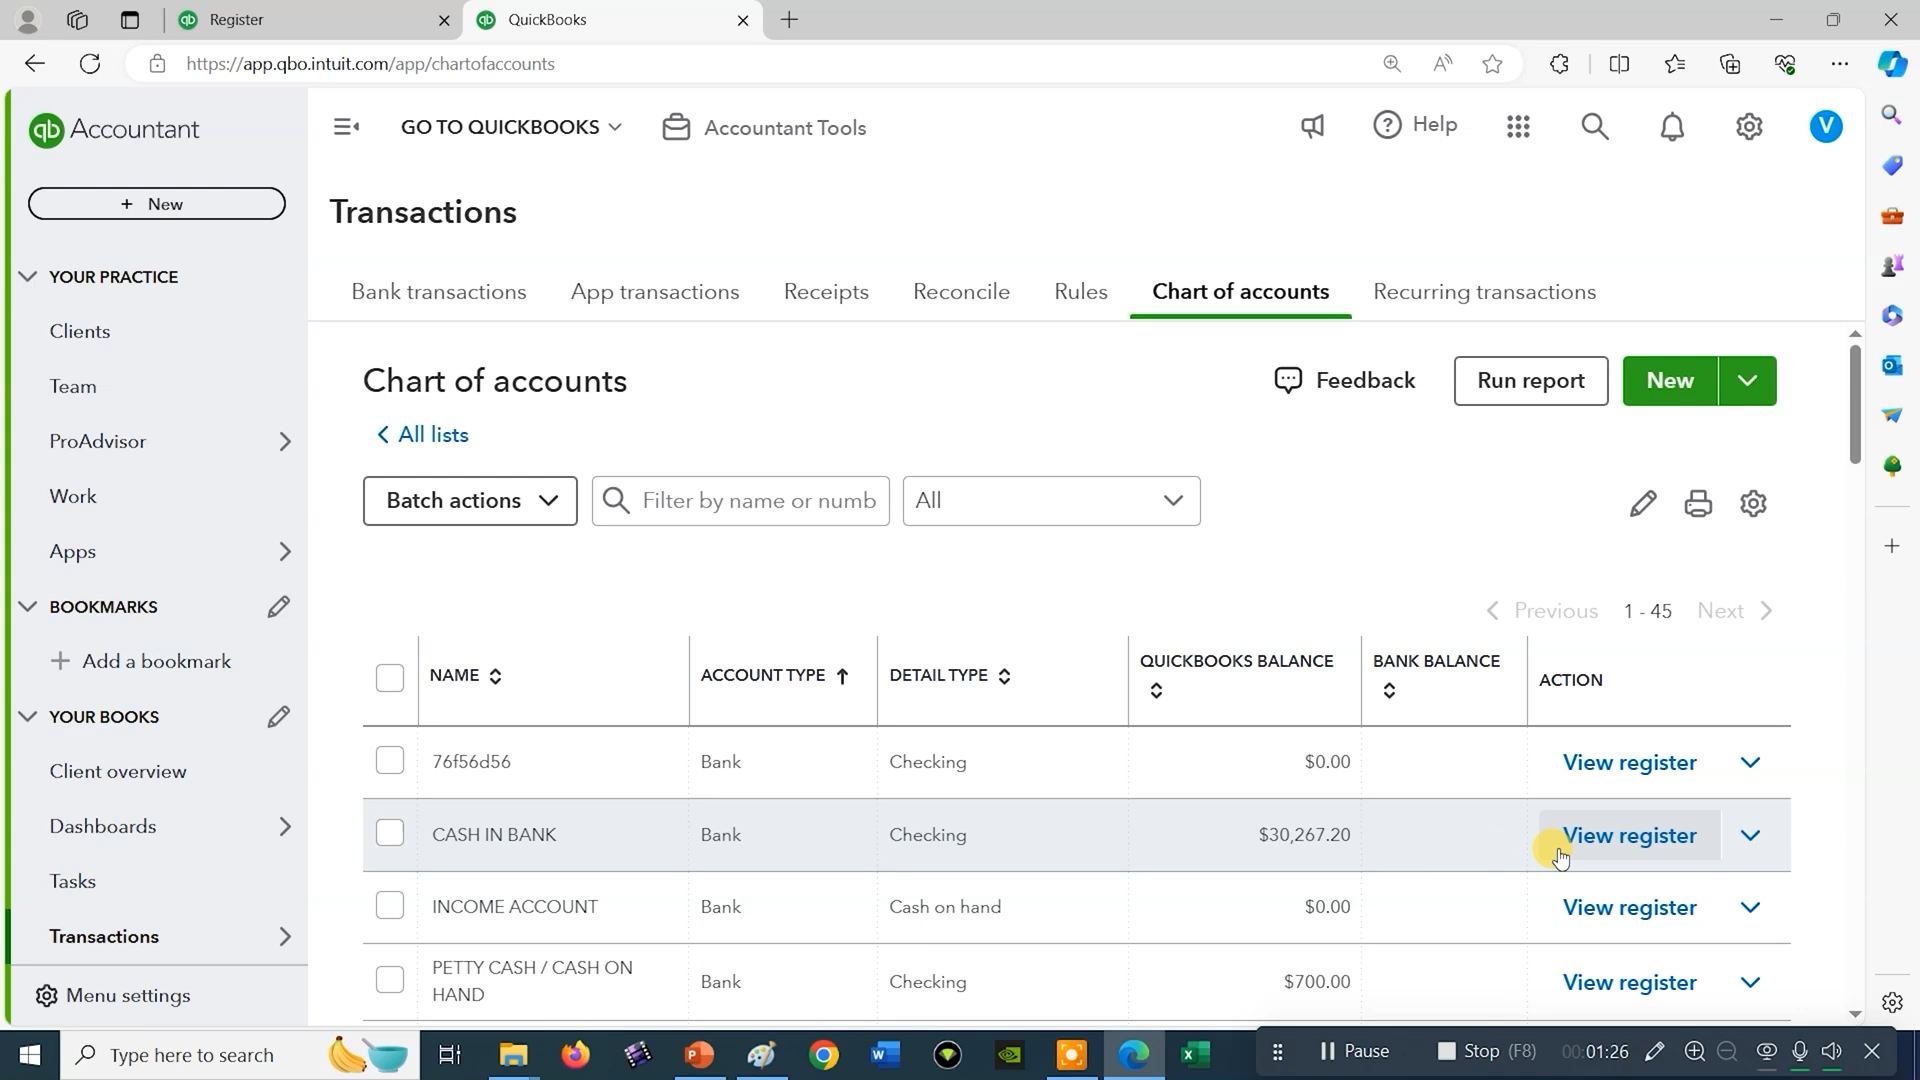 Register
QuickBooks
https://app.qbo.intuit.com/app/chartofaccounts
qb Accountant
GO TO QUICKBOOKS
Accountant Tools
Help
V
+ New
Transactions
YOUR PRACTICE
Bank transactions
App transactions
Receipts
Reconcile
Rules
Chart of accounts
Recurring transactions
Clients
Team
ProAdvisor
Work
Apps
BOOKMARKS
Add a bookmark
YOUR BOOKS
Client overview
Dashboards
Tasks
Transactions
Menu settings
Chart of accounts
Feedback
Run report
New
All lists
Batch actions
Filter by name or numb
All
Previous 1 - 45 Next
NAME ACCOUNT TYPE DETAIL TYPE QUICKBOOKS BALANCE BANK BALANCE ACTION
76f56d56 Bank Checking $0.00 View register
CASH IN BANK Bank Checking $30,267.20 View register
INCOME ACCOUNT Bank Cash on hand $0.00 View register
PETTY CASH / CASH ON
HAND Bank Checking $700.00 View register
Type here to search
Pause
Stop (F8)
00:01:26